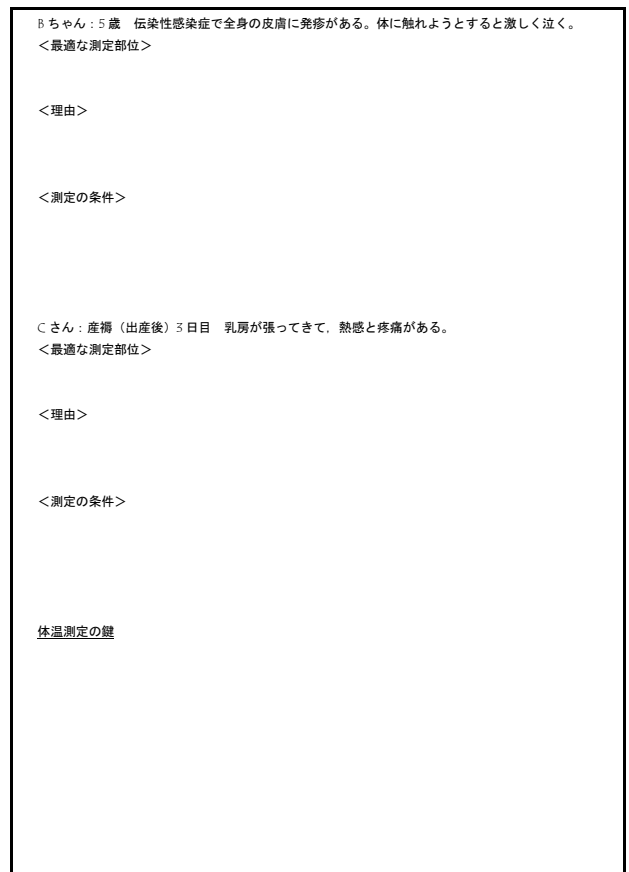 Bちゃん：5歳　伝染性感染症で全身の皮膚に発疹がある。体に触れようとすると激しく泣く。
＜最適な測定部位＞
＜理由＞
＜測定の条件＞
Cさん：産褥（出産後）3日目　乳房が張ってきて，熱感と疼痛がある。
＜最適な測定部位＞
＜理由＞
＜測定の条件＞
体温測定の鍵